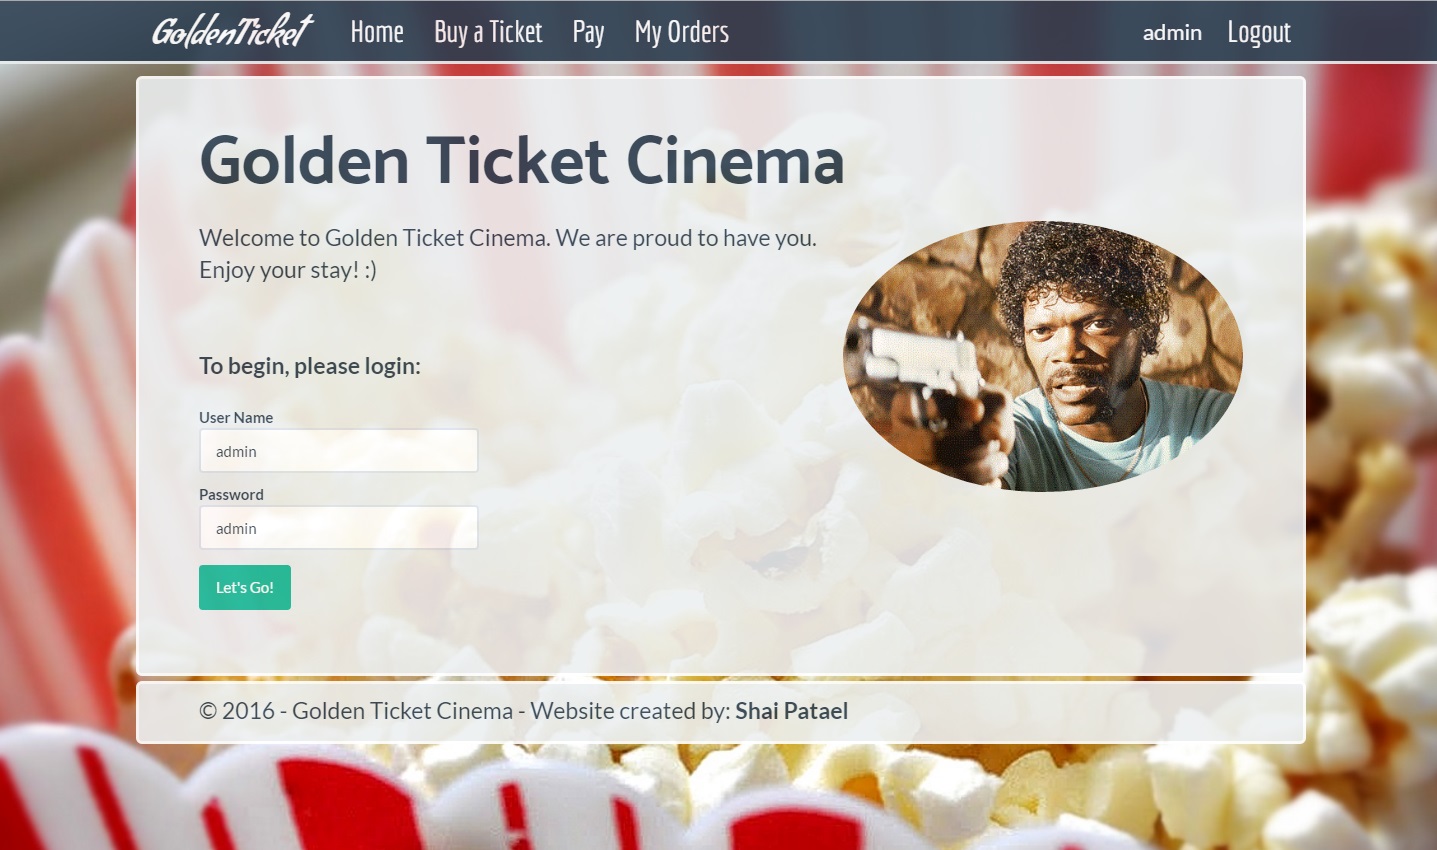 GoldenTicket Home Buy a Ticket Pay My Orders admin Logout
Golden Ticket Cinema
Welcome to Golden Ticket Cinema. We are proud to have you.
Enjoy your stay! :)
To begin, please login:
User Name
admin
Password
admin
Let's Go!
© 2016 - Golden Ticket Cinema - Website created by: Shai Patael